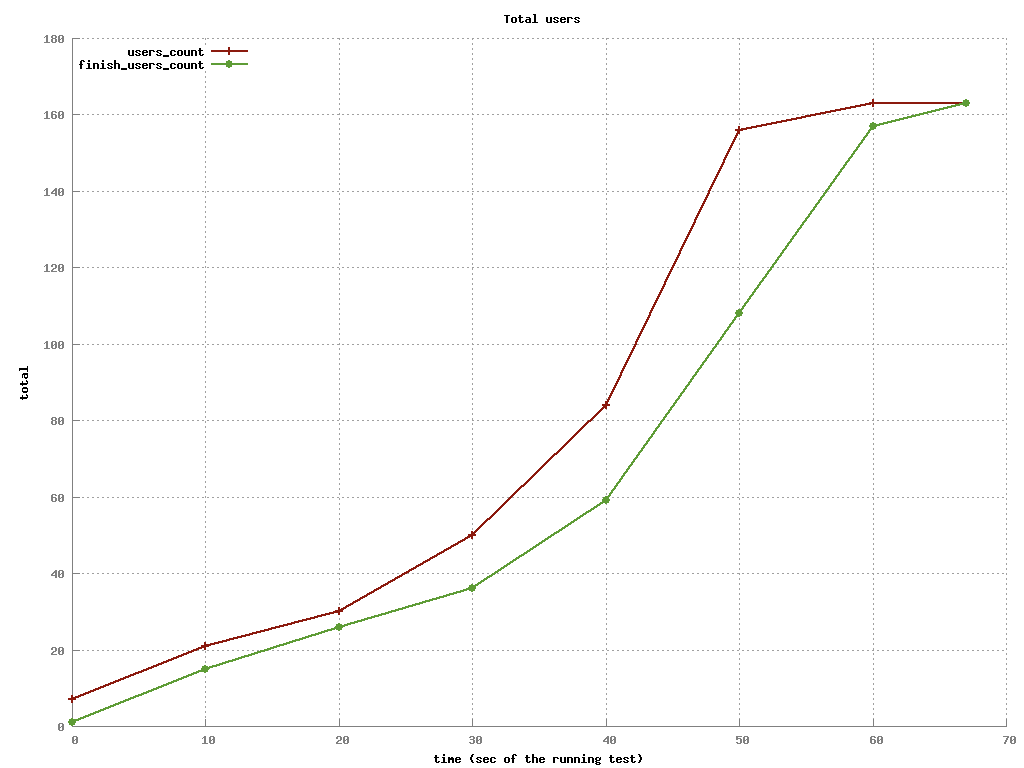 Total users
180
users_count
finish_users_count
160
140
120
100
total
80
60
40
20
0
0 10 20 30 40 50 60 70
time (sec of the running test)